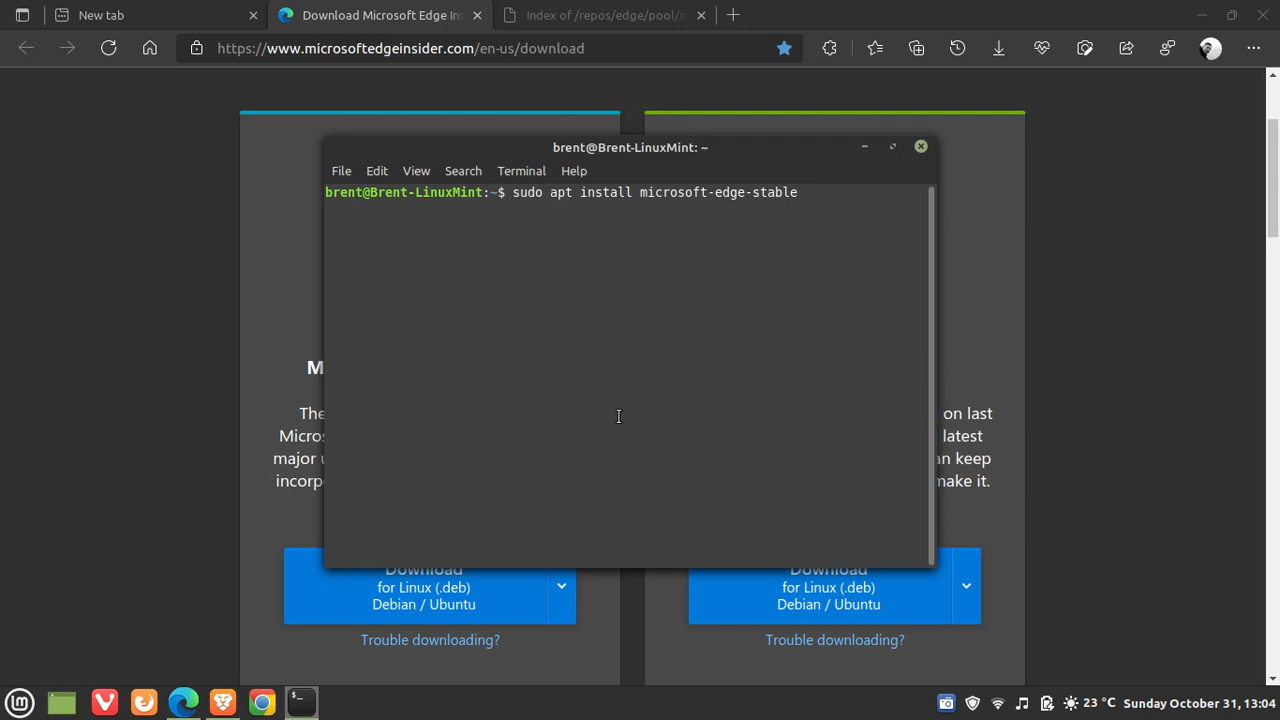 New tab
Download Microsoft Edge In
Index of /repos/edge/pool/
https://www.microsoftedgeinsider.com/en-us/download
brent@Brent-LinuxMint: ~
File Edit View Search Terminal Help
brent@Brent-LinuxMint:~$ sudo apt install microsoft-edge-stable
M
The
on last
Micros
latest
major u
an keep
incorp
make it.
Download
for Linux (.deb)
Debian / Ubuntu
Trouble downloading?
Download
for Linux (.deb)
Debian / Ubuntu
Trouble downloading?
23 °C Sunday October 31, 13:04